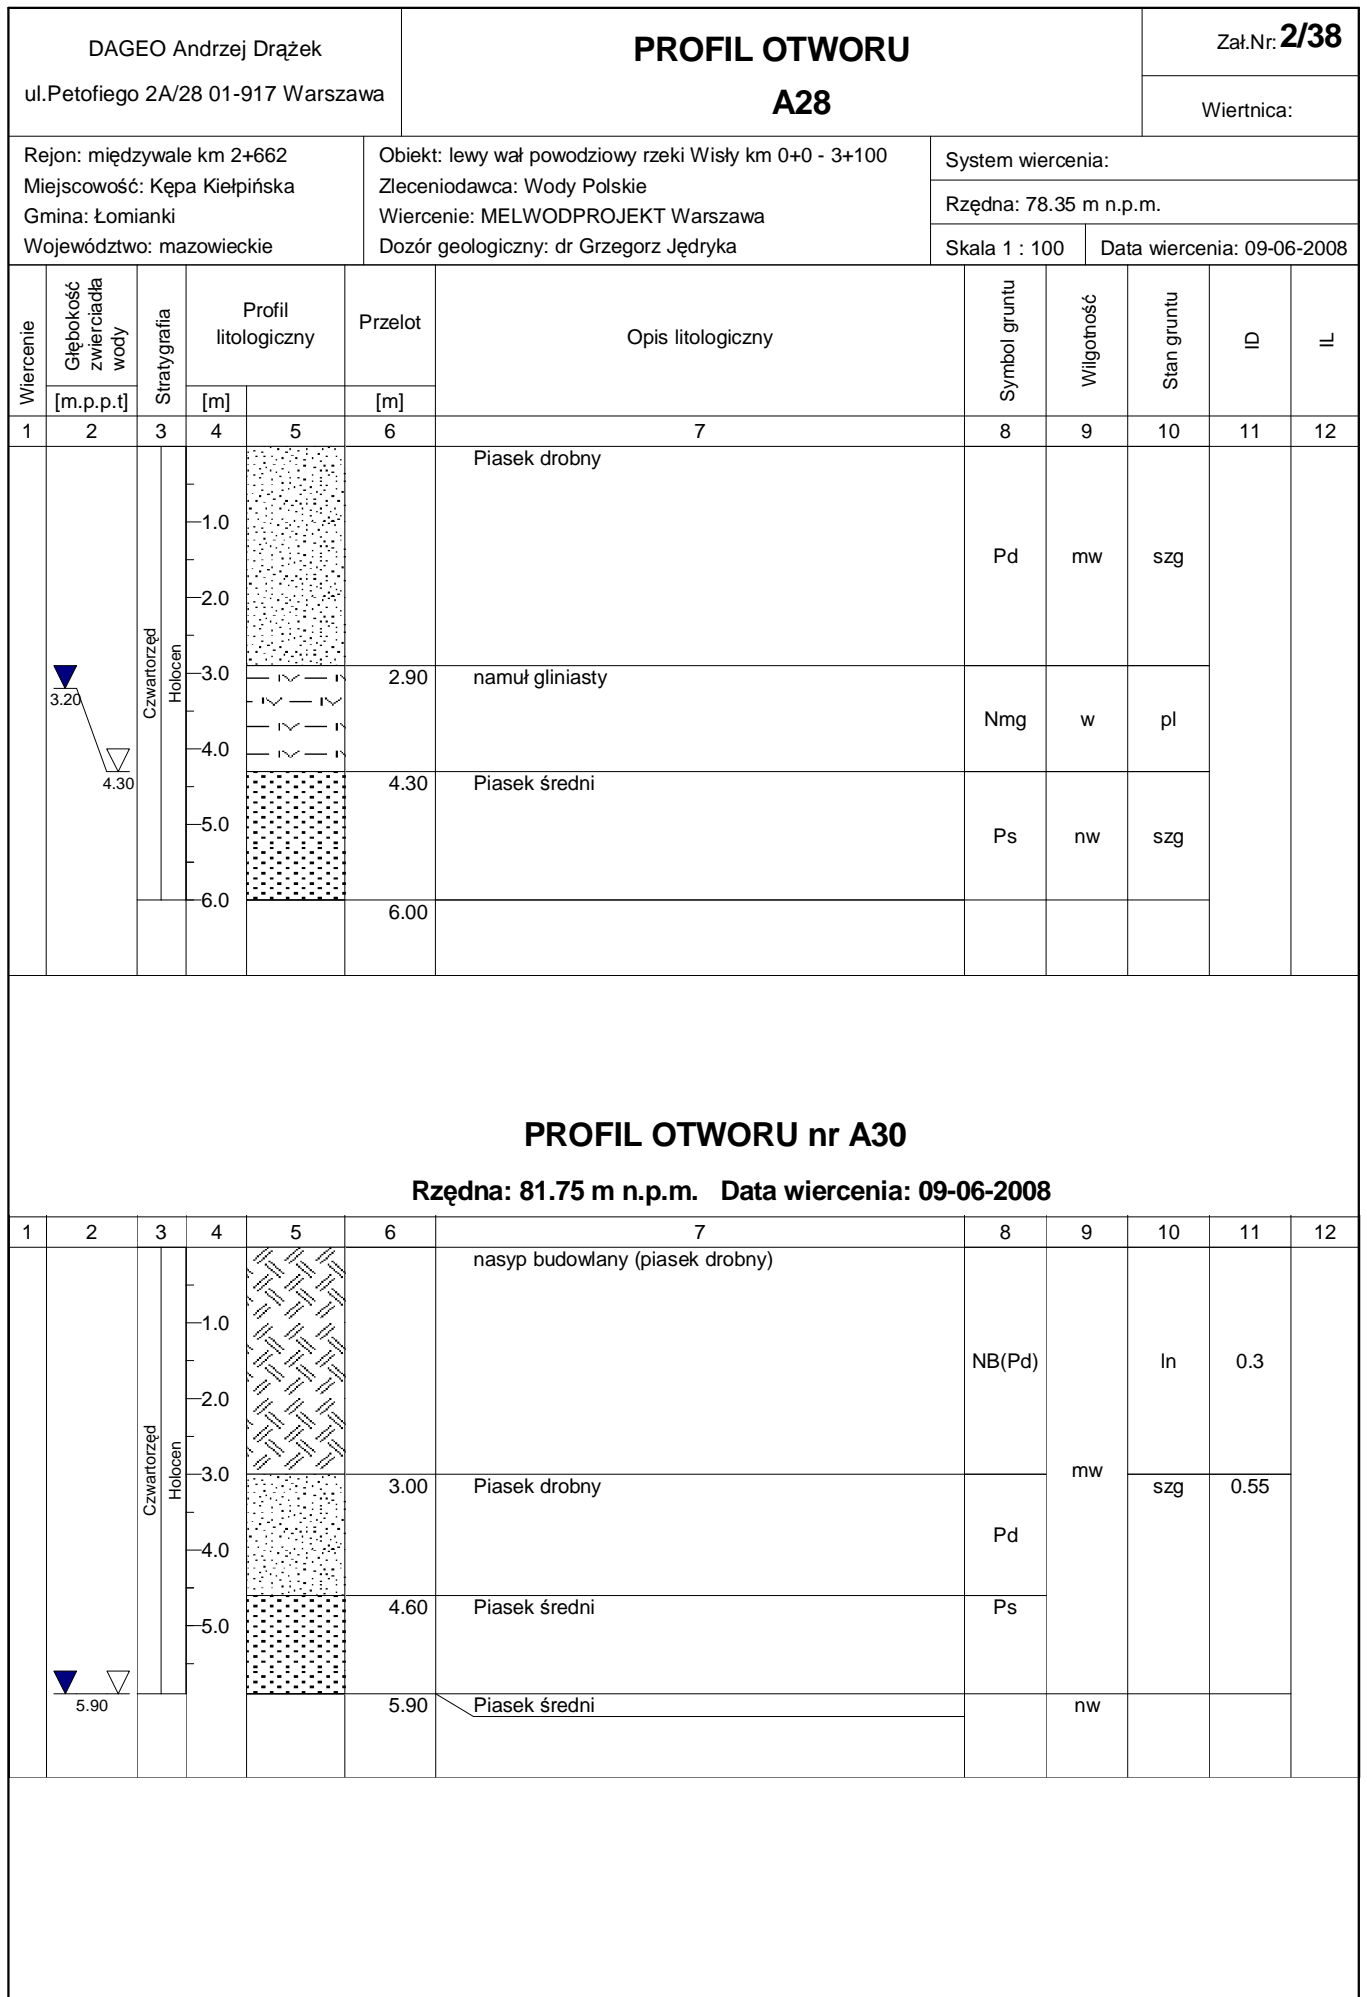 DAGEO Andrzej Drążek
ul.Petofiego 2A/28 01-917 Warszawa
PROFIL OTWORU
A28
Zał.Nr: 2/38
Wiertnica:
Rejon: międzywale km 2+662
Miejscowość: Kępa Kiełpińska
Gmina: Łomianki
Województwo: mazowieckie
Obiekt: lewy wał powodziowy rzeki Wisły km 0+0 - 3+100
Zleceniodawca: Wody Polskie
Wiercenie: MELWODPROJEKT Warszawa
Dozór geologiczny: dr Grzegorz Jędryka
System wiercenia:
Rzędna: 78.35 m n.p.m.
Skala 1 : 100 Data wiercenia: 09-06-2008
Wiercenie
Głębokość
zwierciadła
wody
[m.p.p.t]
Stratygrafia
Profil
litologiczny
[m]
Przelot
[m]
Opis litologiczny
Symbol gruntu
Wilgotność
Stan gruntu
ID
IL
1 2 3 4 5 6 7 8 9 10 11 12
Piasek drobny
1.0
Pd mw szg
2.0
Czwartorzęd
Holocen
3.0
2.90 namuł gliniasty
3.20
Nmg w pl
4.0
4.30
4.30 Piasek średni
5.0
Ps nw szg
6.0
6.00
PROFIL OTWORU nr A30
Rzędna: 81.75 m n.p.m. Data wiercenia: 09-06-2008
1 2 3 4 5 6 7 8 9 10 11 12
nasyp budowlany (piasek drobny)
1.0
NB(Pd) ln 0.3
2.0
Czwartorzęd
Holocen
mw
3.0
3.00 Piasek drobny szg 0.55
Pd
4.0
4.60 Piasek średni Ps
5.0
5.90
5.90 Piasek średni nw